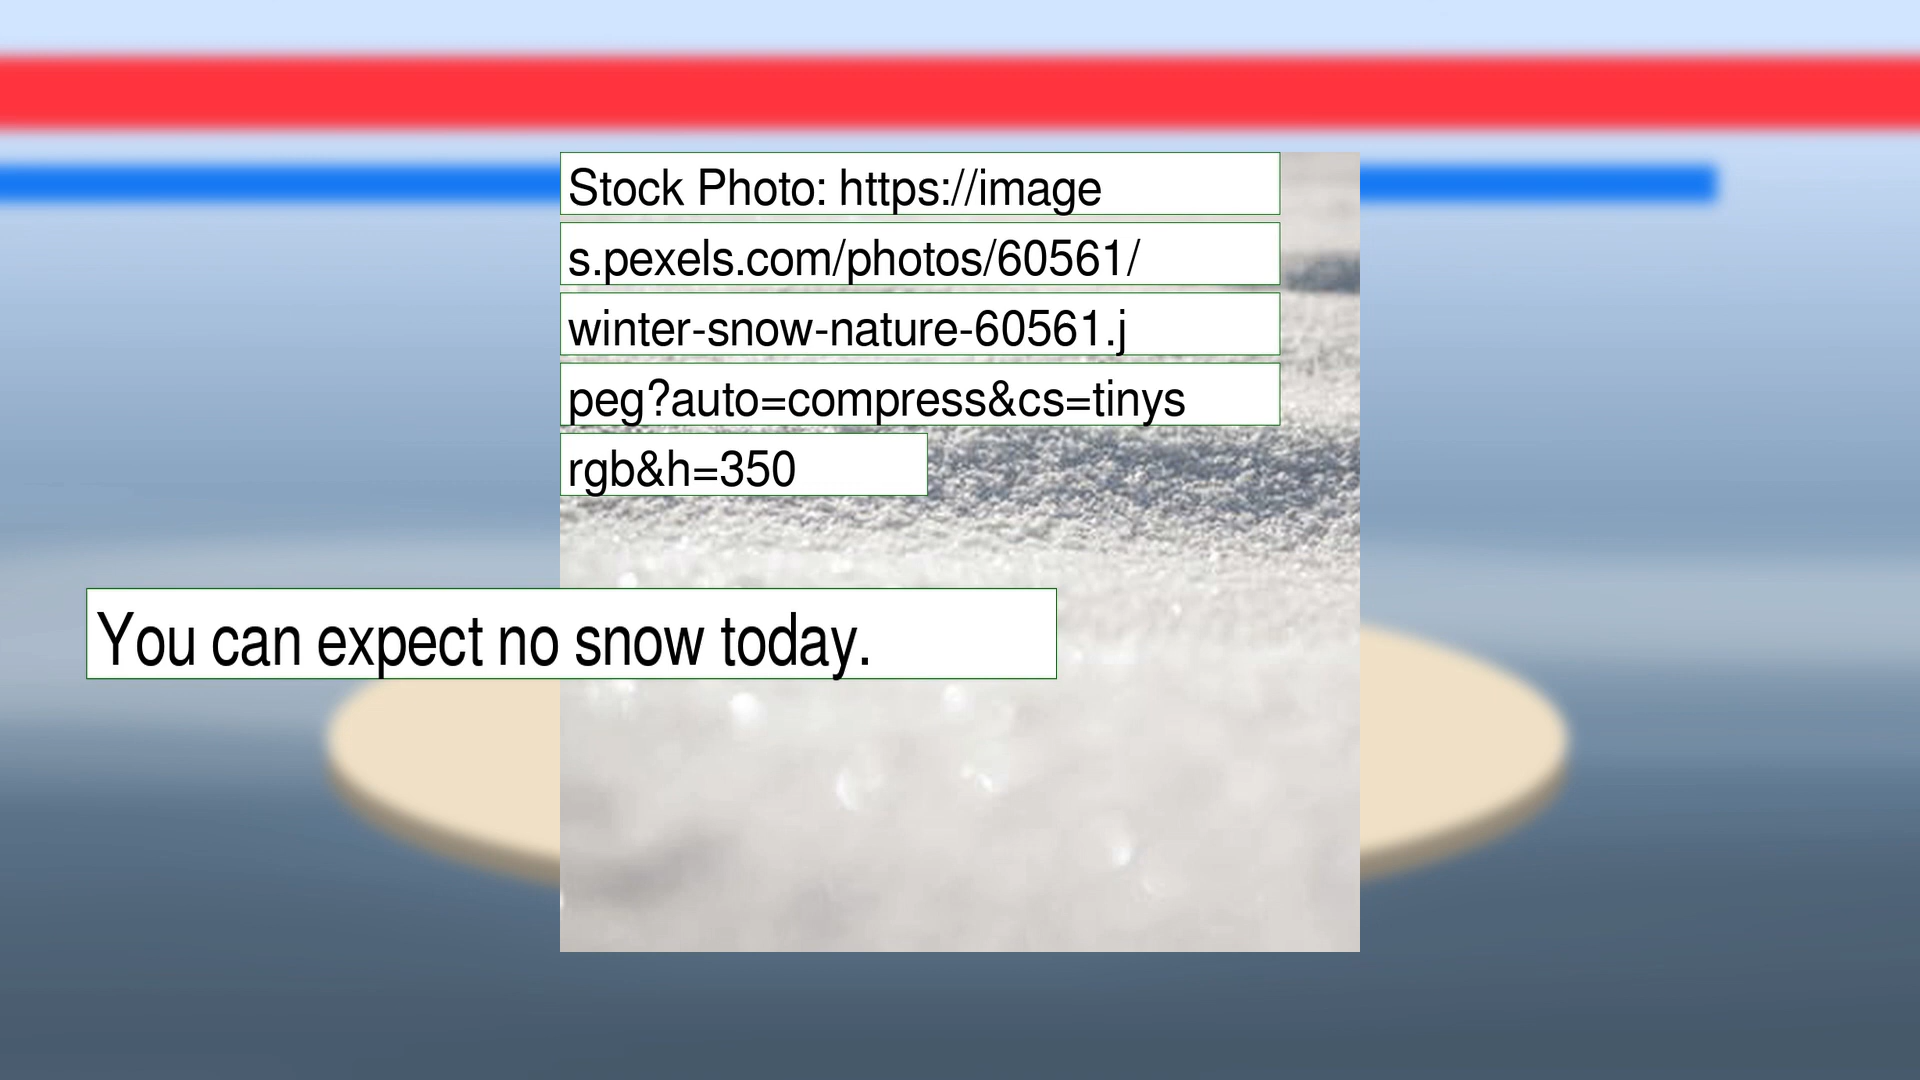 Stock Photo: https://image
s.pexels.com/photos/60561/
winter-snow-nature-60561.j
peg?auto=compress&cs=tinys
rgb&h=350
You can expect no snow today.